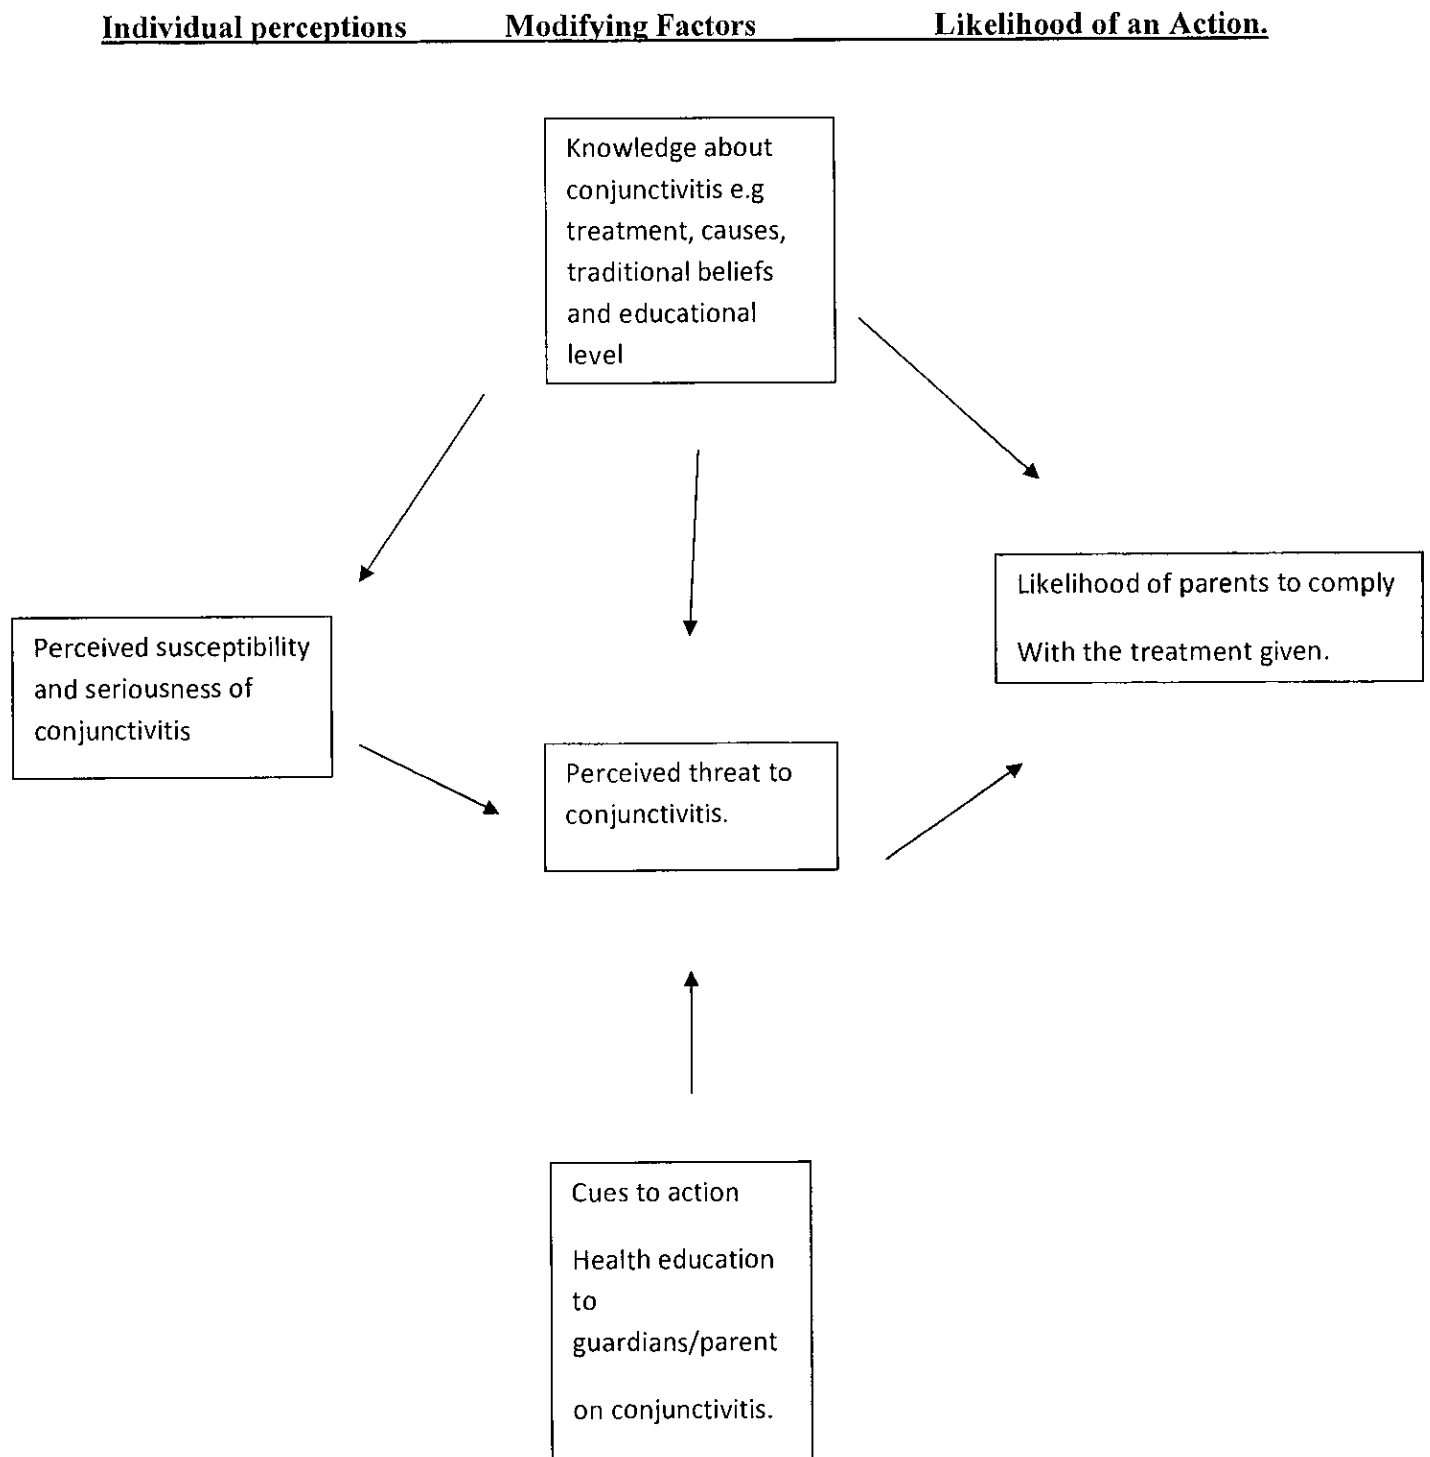 Individual perceptions Modifying Factors Likelihood of an Action.
Knowledge about
conjunctivitis e.g
treatment, causes,
traditional beliefs
and educational
level
Perceived susceptibility
and seriousness of
conjunctivitis
Likelihood of parents to comply
With the treatment given.
Perceived threat to
conjunctivitis.
Cues to action
Health education
to
guardians/parent
on conjunctivitis.